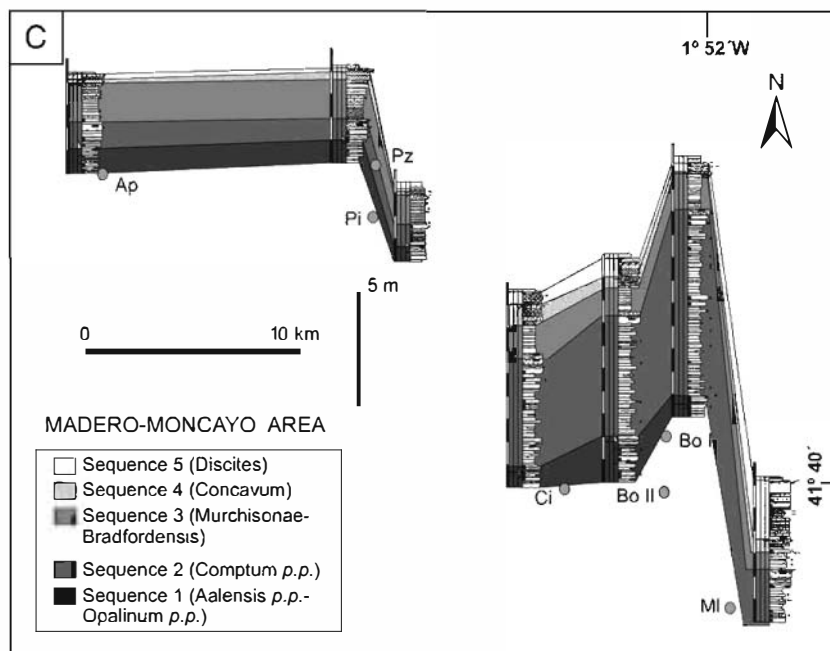 C
1° 52´W
N
Ap
Pz
Pi
5 m
0 10 km
MADERO-MONCAYO AREA
Sequence 5 (Discites)
Sequence 4 (Concavum)
Sequence 3 (Murchisonae-
Bradfordensis)
Sequence 2 (Comptum p.p.)
Sequence 1 (Aalensis p.p.-
Opalinum p.p.)
Ci
Bo II
Bo I
41° 40´
MI